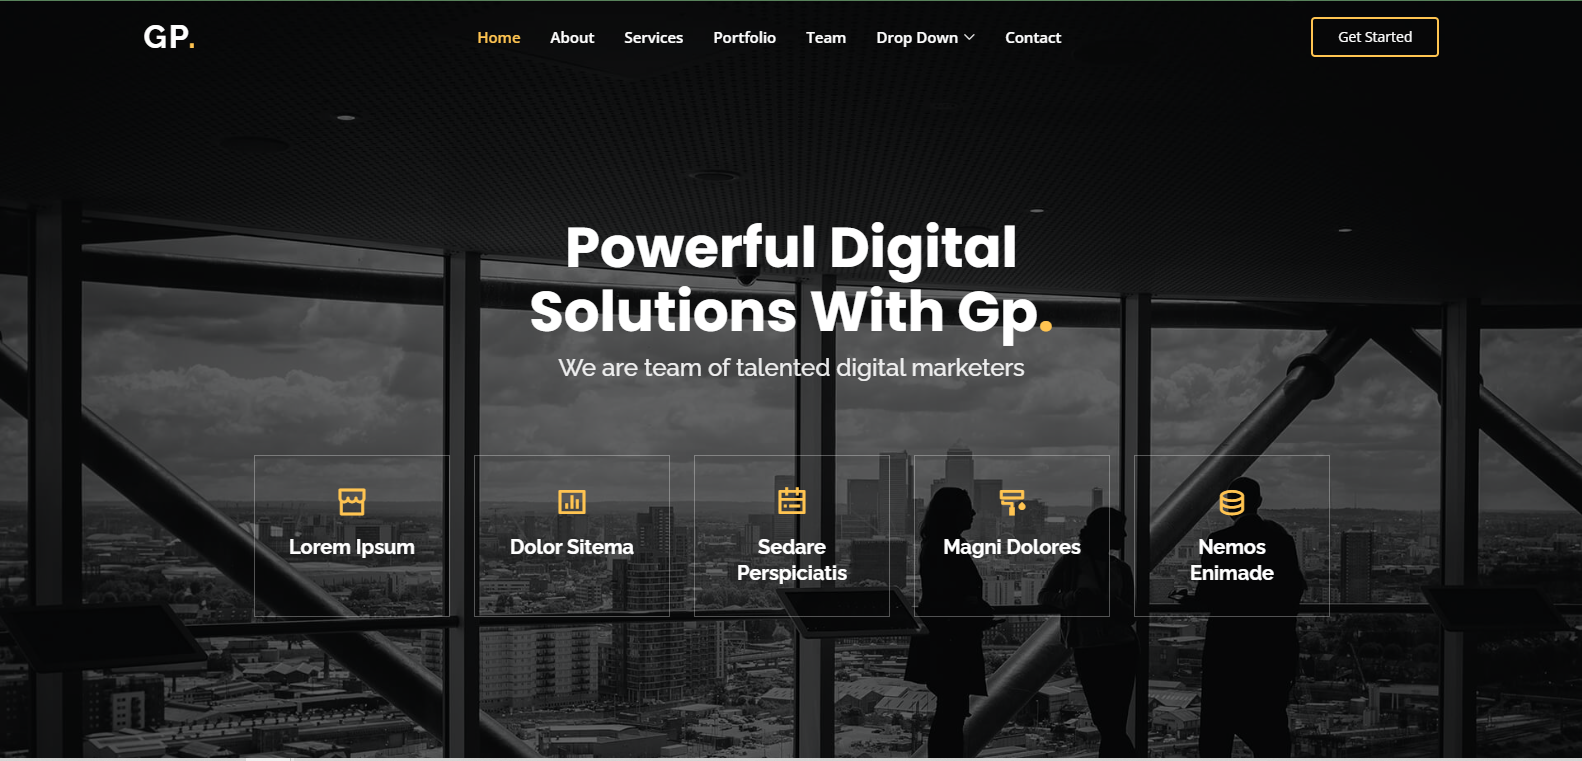 GP.
Home About Services Portfolio Team Drop Down Contact
Get Started
Powerful Digital
Solutions With Gp.
We are team of talented digital marketers
Lorem Ipsum
Dolor Sitema
Sedare
Perspiciatis
Magni Dolores
Nemos
Enimade